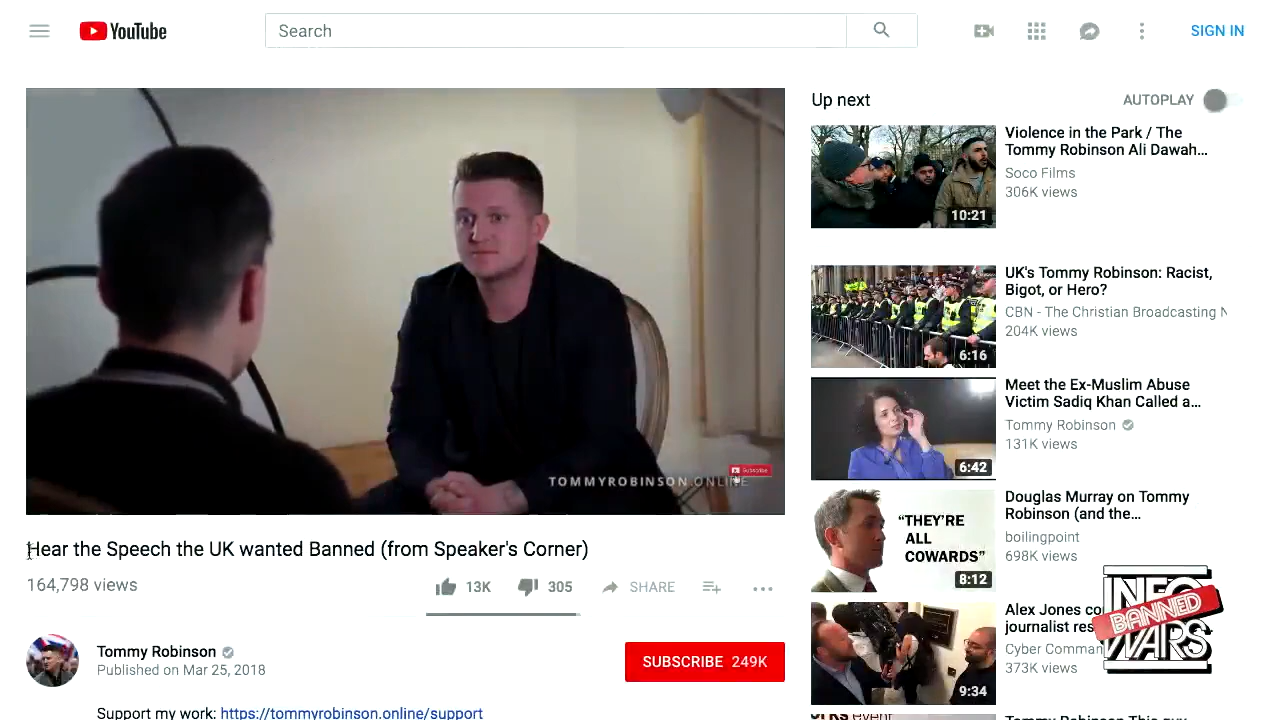 YouTube
Search
SIGN IN
Up next
AUTOPLAY
TOMMYROBINSON.ONLINE
Subscribe
Hear the Speech the UK wanted Banned (from Speaker's Corner)
164,798 views
13K
305
SHARE
Tommy Robinson
Published on Mar 25, 2018
SUBSCRIBE 249K
Support my work: https://tommyrobinson.online/support
10:21
Violence in the Park / The
Tommy Robinson Ali Dawah...
Soco Films
306K views
6:16
UK's Tommy Robinson: Racist,
Bigot, or Hero?
CBN - The Christian Broadcasting N
204K views
6:42
Meet the Ex-Muslim Abuse
Victim Sadiq Khan Called a...
Tommy Robinson
131K views
"THEY'RE
ALL
COWARDS"
8:12
Douglas Murray on Tommy
Robinson (and the...
boilingpoint
698K views
9:34
Alex Jones co
journalist res
Cyber Comman
373K views
INFO
BANNED
WARS
event